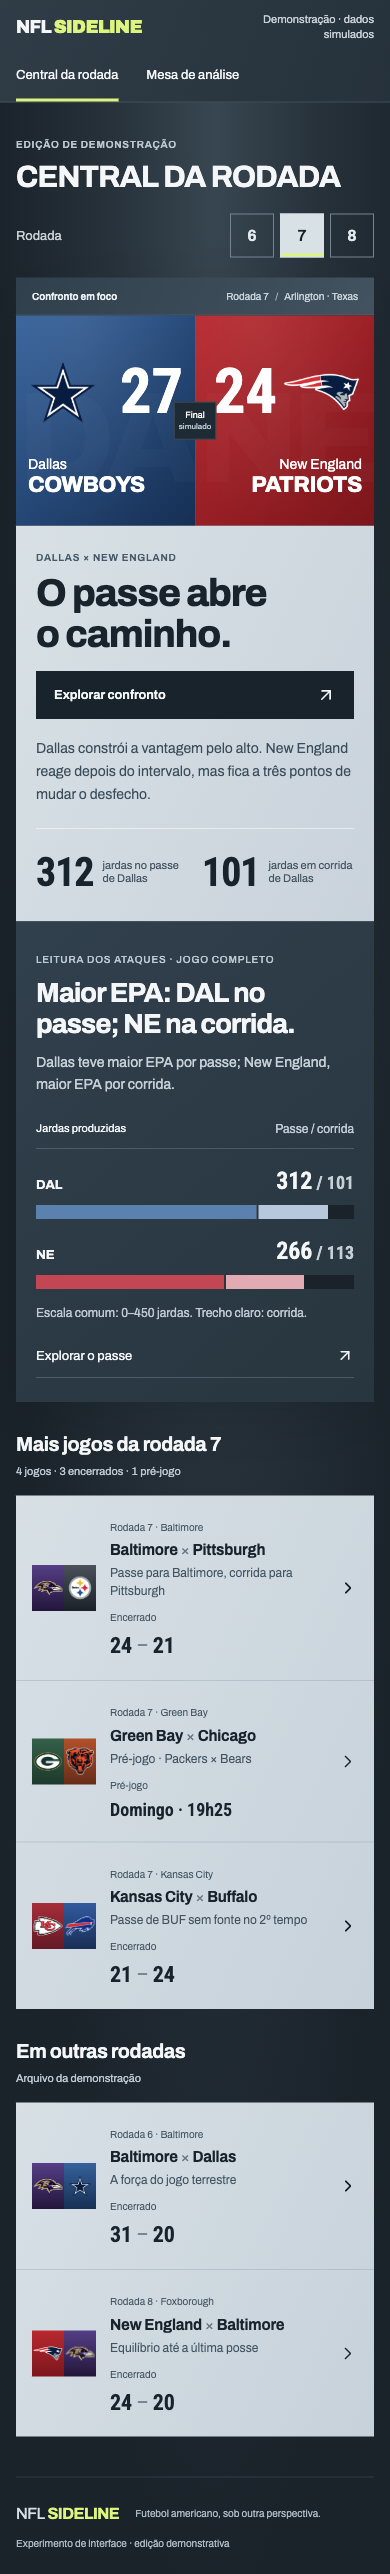 NFL SIDELINE
Demonstração · dados
simulados
Central da rodada
Mesa de análise
EDIÇÃO DE DEMONSTRAÇÃO
CENTRAL DA RODADA
Rodada
6
7
8
Confronto em foco
Rodada 7 / Arlington · Texas
27
24
Final
simulado
Dallas
COWBOYS
New England
PATRIOTS
DALLAS × NEW ENGLAND
O passe abre
o caminho.
Explorar confronto
Dallas constrói a vantagem pelo alto. New England
reage depois do intervalo, mas fica a três pontos de
mudar o desfecho.
312 jardas no passe
de Dallas
101 jardas em corrida
de Dallas
LEITURA DOS ATAQUES · JOGO COMPLETO
Maior EPA: DAL no
passe; NE na corrida.
Dallas teve maior EPA por passe; New England,
maior EPA por corrida.
Jardas produzidas
Passe / corrida
DAL
312 / 101
NE
266 / 113
Escala comum: 0–450 jardas. Trecho claro: corrida.
Explorar o passe
Mais jogos da rodada 7
4 jogos · 3 encerrados · 1 pré-jogo
Rodada 7 · Baltimore
Baltimore × Pittsburgh
Passe para Baltimore, corrida para
Pittsburgh
Encerrado
24 – 21
Rodada 7 · Green Bay
Green Bay × Chicago
Pré-jogo · Packers × Bears
Pré-jogo
Domingo · 19h25
Rodada 7 · Kansas City
Kansas City × Buffalo
Passe de BUF sem fonte no 2º tempo
Encerrado
21 – 24
Em outras rodadas
Arquivo da demonstração
Rodada 6 · Baltimore
Baltimore × Dallas
A força do jogo terrestre
Encerrado
31 – 20
Rodada 8 · Foxborough
New England × Baltimore
Equilíbrio até a última posse
Encerrado
24 – 20
NFL SIDELINE
Futebol americano, sob outra perspectiva.
Experimento de interface · edição demonstrativa